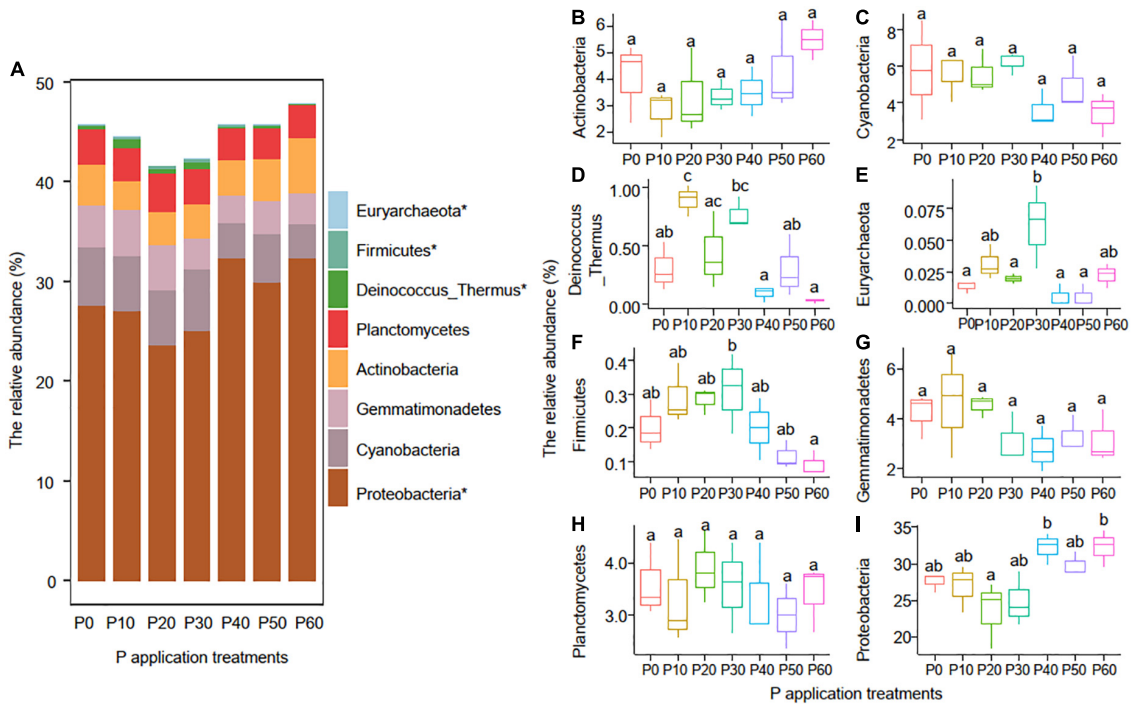 A
50
40
30
20
10
0
The relative abundance (%)
P0 P10 P20 P30 P40 P50 P60
P application treatments
Euryarchaeota*
Firmicutes*
Deinococcus_Thermus*
Planctomycetes
Actinobacteria
Gemmatimonadetes
Cyanobacteria
Proteobacteria*
The relative abundance (%)
B
Actinobacteria
6
5
4
3
2
a a a a a a a
P0 P10 P20 P30 P40 P50 P60
C
Cyanobacteria
8
6
4
2
a a a a a a a
P0 P10 P20 P30 P40 P50 P60
D
Deinococcus
_Thermus
1.00
0.50
0.00
ab c ac bc a ab a
P0 P10 P20 P30 P40 P50 P60
E
Euryarchaeota
0.075
0.050
0.025
0.000
a ab a b a a ab
P0 P10 P20 P30 P40 P50 P60
F
Firmicutes
0.4
0.3
0.2
0.1
ab ab ab b ab ab a
P0 P10 P20 P30 P40 P50 P60
G
Gemmatimonadetes
6
4
2
a a a a a a a
P0 P10 P20 P30 P40 P50 P60
H
Planctomycetes
4.0
3.0
a a a a a a a
P0 P10 P20 P30 P40 P50 P60
I
Proteobacteria
35
30
25
20
ab ab a ab b ab b
P0 P10 P20 P30 P40 P50 P60
P application treatments